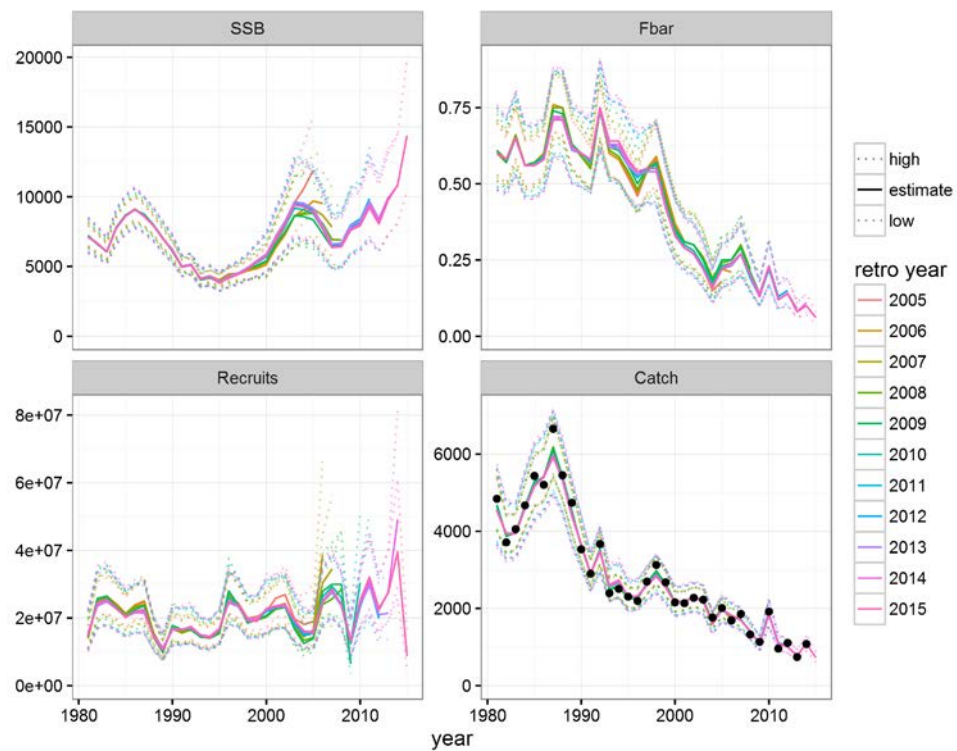 SSB
Fbar
20000
15000
10000
5000
0
0.75
0.50
0.25
0.00
high
estimate
low
retro year
2005
2006
2007
2008
2009
2010
2011
2012
2013
2014
2015
Recruits
Catch
8e+07
6e+07
4e+07
2e+07
0e+00
6000
4000
2000
0
1980 1990 2000 2010
1980 1990 2000 2010
year